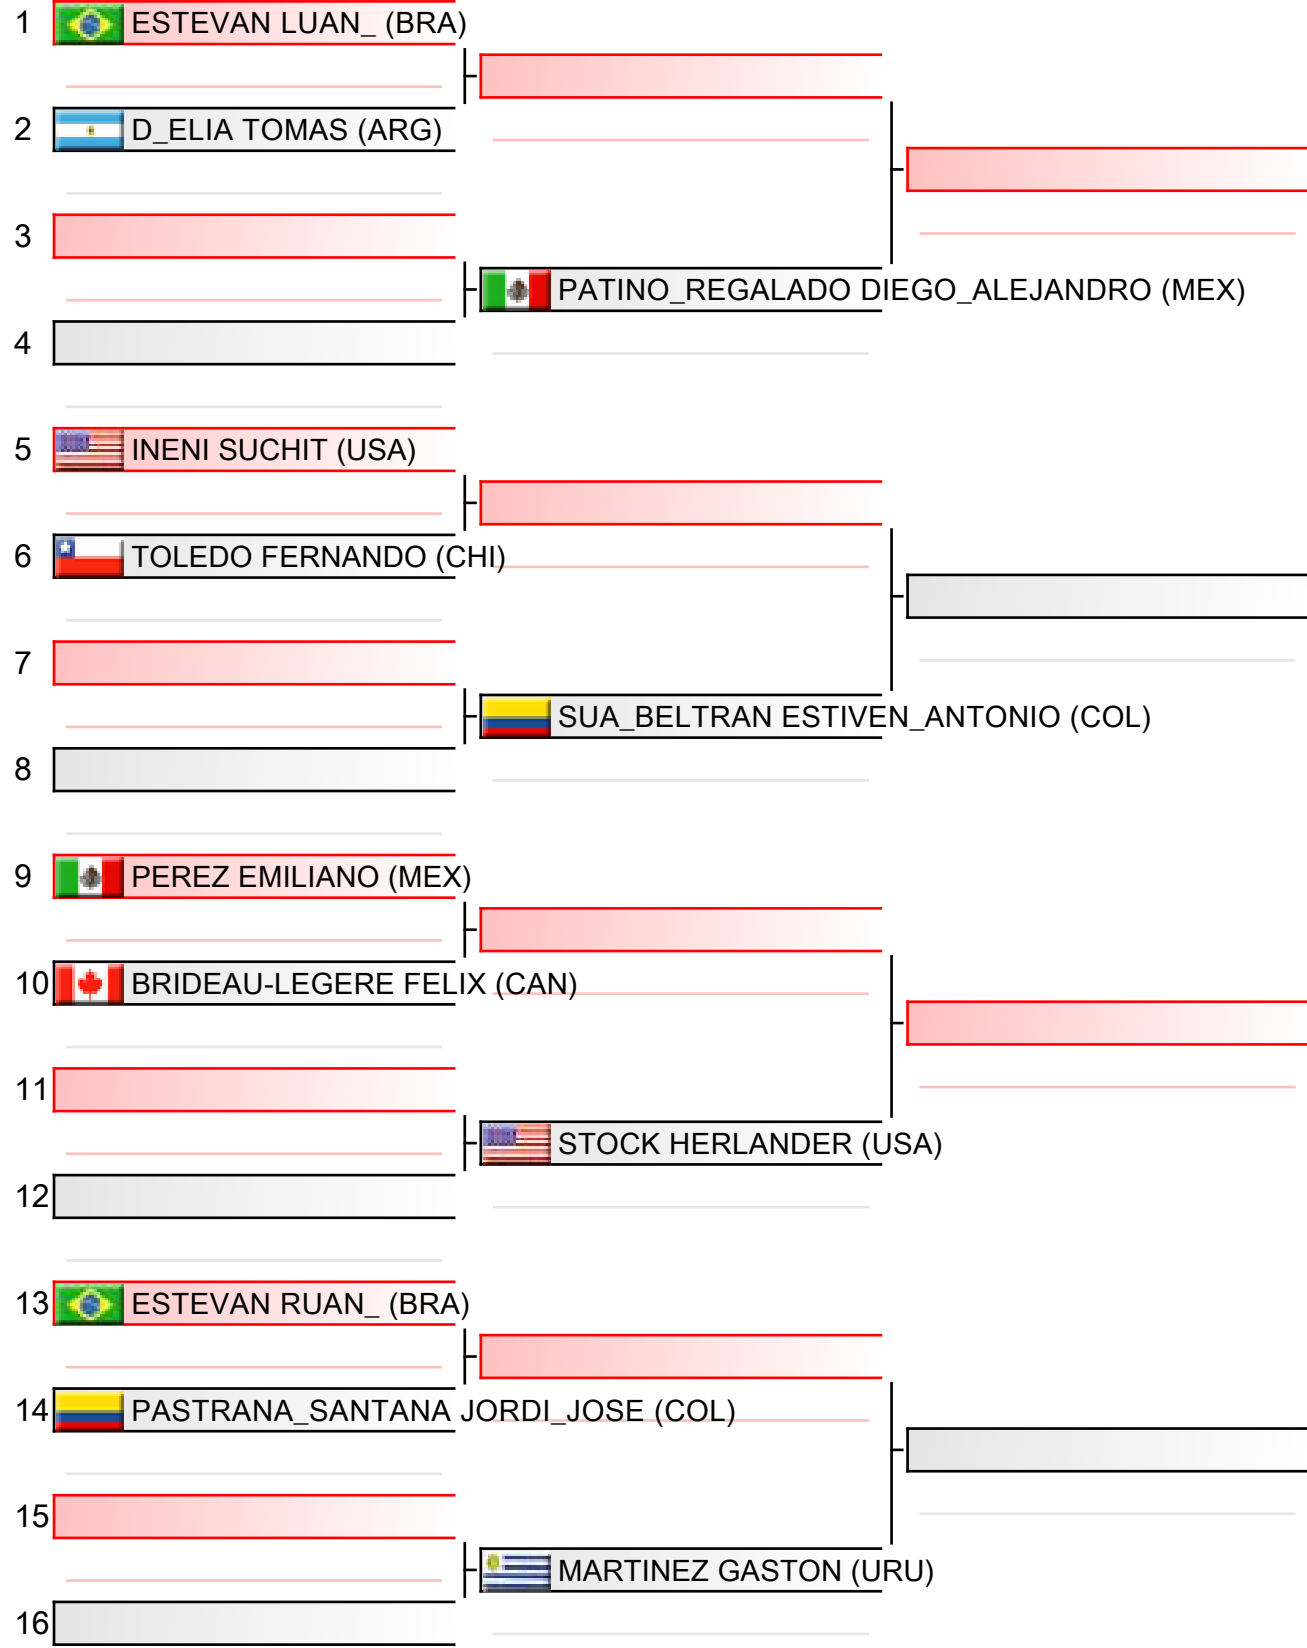 1 ESTEVAN LUAN_ (BRA)
2 D_ELIA TOMAS (ARG)
3
PATINO_REGALADO DIEGO_ALEJANDRO (MEX)
4
5 INENI SUCHIT (USA)
6 TOLEDO FERNANDO (CHI)
7
SUA_BELTRAN ESTIVEN_ANTONIO (COL)
8
9 PEREZ EMILIANO (MEX)
10 BRIDEAU-LEGERE FELIX (CAN)
11
STOCK HERLANDER (USA)
12
13 ESTEVAN RUAN_ (BRA)
14 PASTRANA_SANTANA JORDI_JOSE (COL)
15
MARTINEZ GASTON (URU)
16